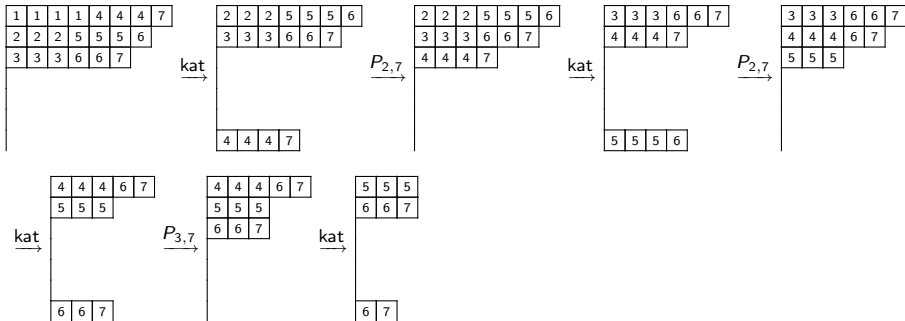 1 1 1 1 4 4 4 7 2 2 2 5 5 5 6 2 2 2 5 5 5 6 3 3 3 6 6 7 3 3 3 6 6 7
2 2 2 5 5 5 6 3 3 3 6 6 7 3 3 3 6 6 7 4 4 4 7 4 4 4 6 7
3 3 3 6 6 7 4 4 4 7 5 5 5
kat → P2,7 → kat → P2,7 →
4 4 4 7 5 5 5 6
4 4 4 6 7 4 4 4 6 7 5 5 5
5 5 5 5 5 5 6 6 7
6 6 7
kat → P3,7 → kat →
6 6 7 6 7